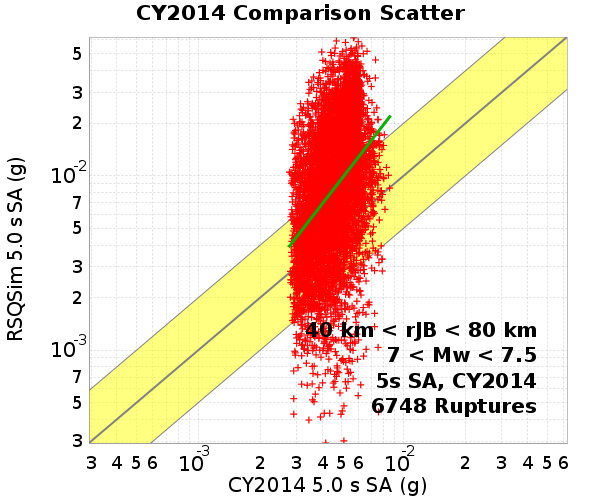 CY2014 Comparison Scatter
RSQSim 5.0 s SA (g)
5
3
2
10-2
7
5
3
2
10-3
7
5
3
40 km < rJB < 80 km
7 < Mw < 7.5
5s SA, CY2014
6748 Ruptures
3 4 5 6 10-3 2 3 4 5 6 10-2 2 3 4 5 6
CY2014 5.0 s SA (g)